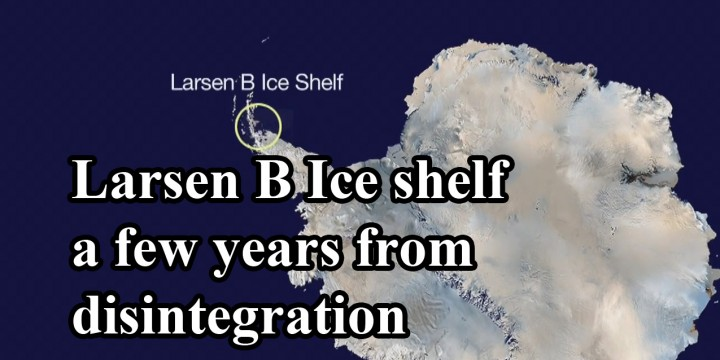 Larsen B Ice Shelf
Larsen B Ice shelf
a few years from
disintegration